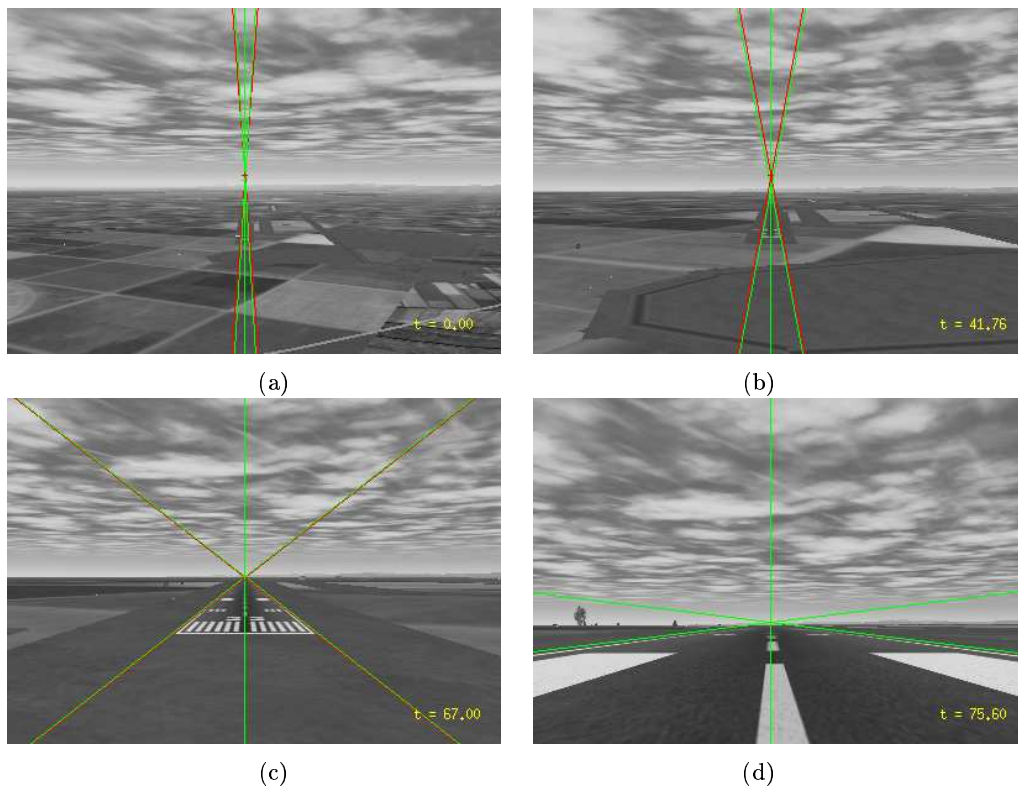 t = 0.00
t = 41.76
(a)
(b)
t = 67.00
t = 75.60
(c)
(d)